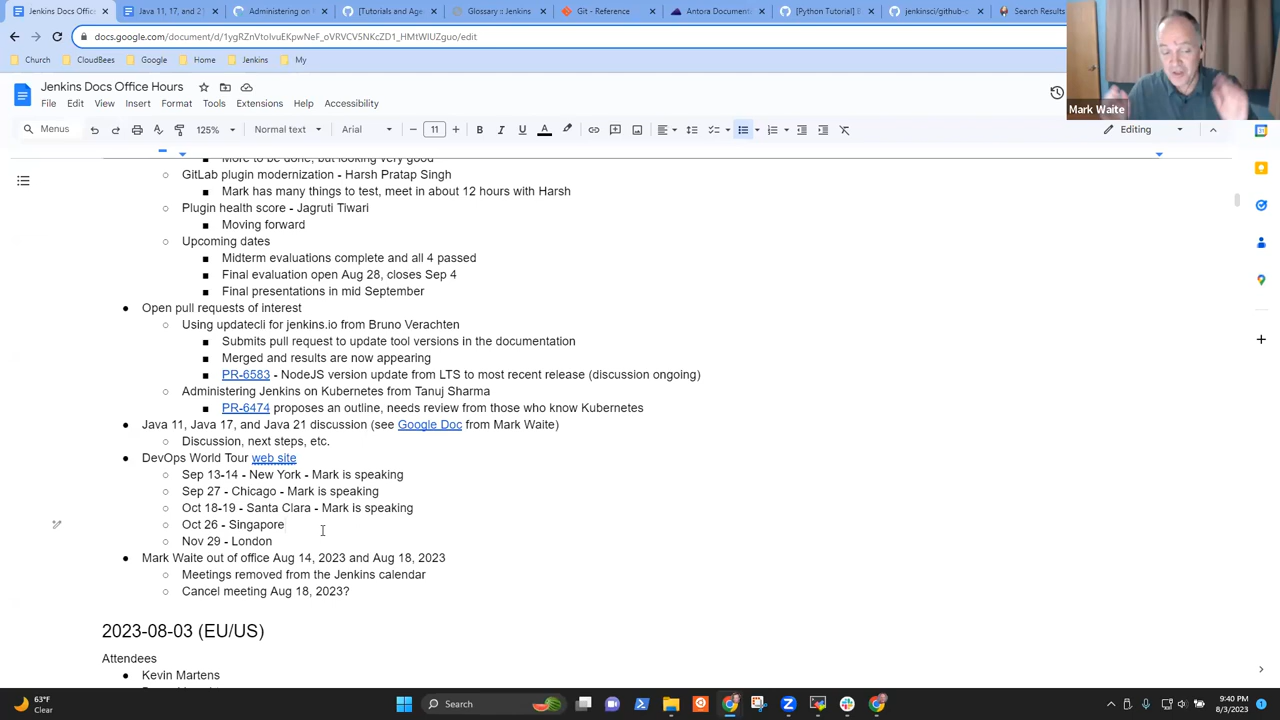 Jenkins Docs Office Hours
Java 11, 17, and 2
Administering on
[Tutorials and Age
Glossary
Jenkins
Git - Reference
Antora Documenta
[Python Tutorial] E
jenkinsci/github-c
Search Results
docs.google.com/document/d/1ygRZnVtoIvuEKpwNeF_oVRVCV5NKcZD1_HMtWIUZguo/edit
Church
CloudBees
Google
Home
Jenkins
My
Jenkins Docs Office Hours
File Edit View Insert Format Tools Extensions Help Accessibility
Mark Waite
Menus 125% Normal text Arial 11 B I U A Editing
More to be done, but looking very good
GitLab plugin modernization - Harsh Pratap Singh
Mark has many things to test, meet in about 12 hours with Harsh
Plugin health score - Jagruti Tiwari
Moving forward
Upcoming dates
Midterm evaluations complete and all 4 passed
Final evaluation open Aug 28, closes Sep 4
Final presentations in mid September
Open pull requests of interest
Using updatecli for jenkins.io from Bruno Verachten
Submits pull request to update tool versions in the documentation
Merged and results are now appearing
PR-6583 - NodeJS version update from LTS to most recent release (discussion ongoing)
Administering Jenkins on Kubernetes from Tanuj Sharma
PR-6474 proposes an outline, needs review from those who know Kubernetes
Java 11, Java 17, and Java 21 discussion (see Google Doc from Mark Waite)
Discussion, next steps, etc.
DevOps World Tour web site
Sep 13-14 - New York - Mark is speaking
Sep 27 - Chicago - Mark is speaking
Oct 18-19 - Santa Clara - Mark is speaking
Oct 26 - Singapore
Nov 29 - London
Mark Waite out of office Aug 14, 2023 and Aug 18, 2023
Meetings removed from the Jenkins calendar
Cancel meeting Aug 18, 2023?
2023-08-03 (EU/US)
Attendees
Kevin Martens
63°F
Clear
Search
9:40 PM
8/3/2023